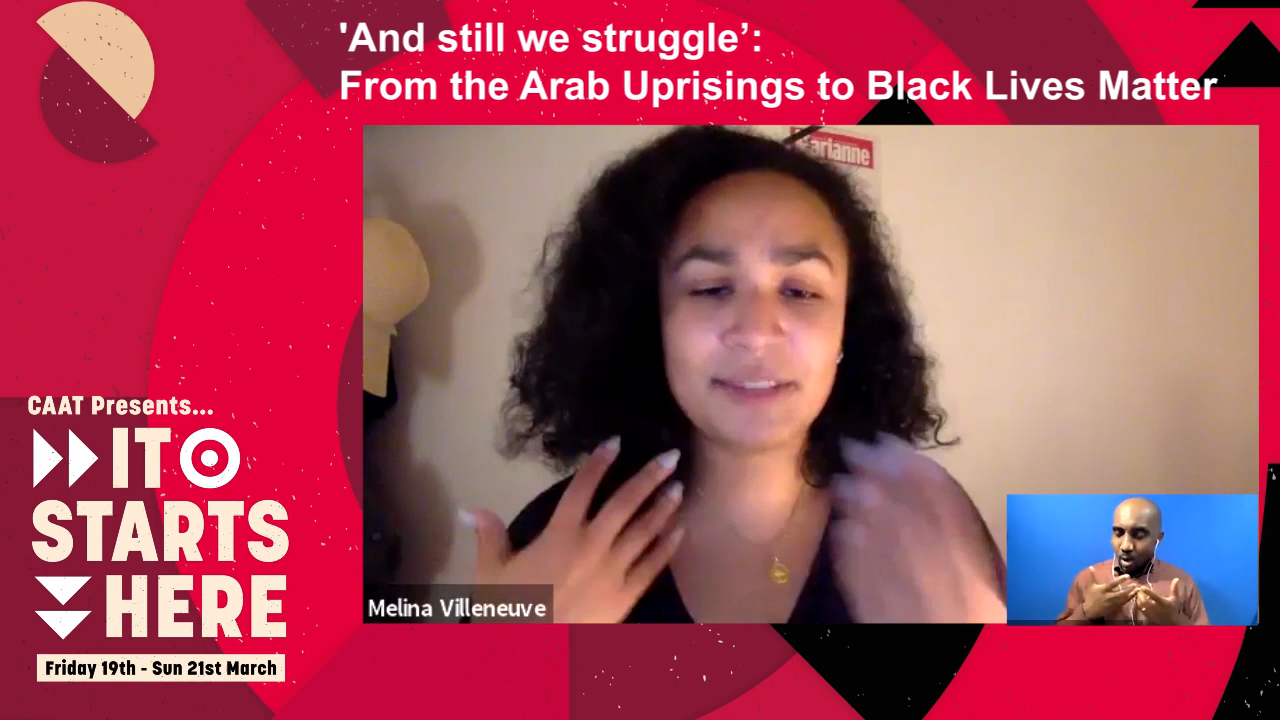 'And still we struggle’:
From the Arab Uprisings to Black Lives Matter
arianne
CAAT Presents...
IT
STARTS
HERE
Friday 19th - Sun 21st March
Melina Villeneuve